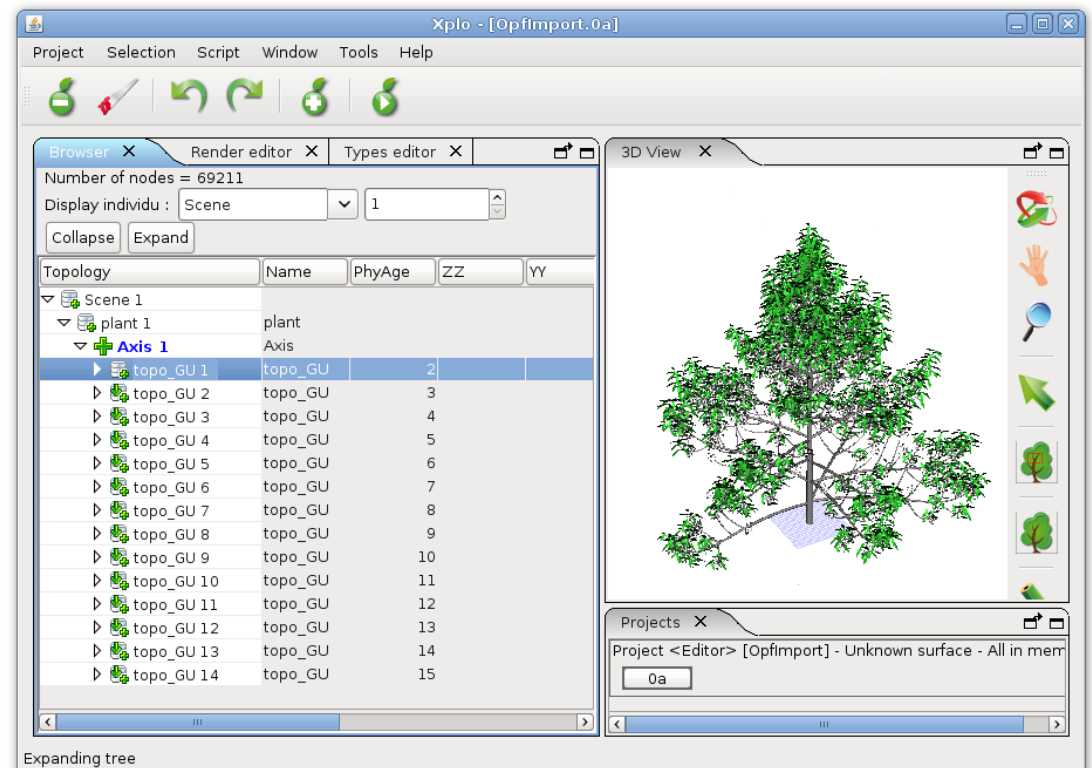 Xplo - [OpfImport.0a]
Project Selection Script Window Tools Help
Browser Render editor Types editor
Number of nodes = 69211
Display individu : Scene 1
Collapse Expand
Topology Name PhyAge ZZ YY
Scene 1
plant 1 plant
Axis 1 Axis
topo_GU 1 topo_GU 2
topo_GU 2 topo_GU 3
topo_GU 3 topo_GU 4
topo_GU 4 topo_GU 5
topo_GU 5 topo_GU 6
topo_GU 6 topo_GU 7
topo_GU 7 topo_GU 8
topo_GU 8 topo_GU 9
topo_GU 9 topo_GU 10
topo_GU 10 topo_GU 11
topo_GU 11 topo_GU 12
topo_GU 12 topo_GU 13
topo_GU 13 topo_GU 14
topo_GU 14 topo_GU 15
3D View
Projects
Project <Editor> [OpfImport] - Unknown surface - All in mem
0a
Expanding tree